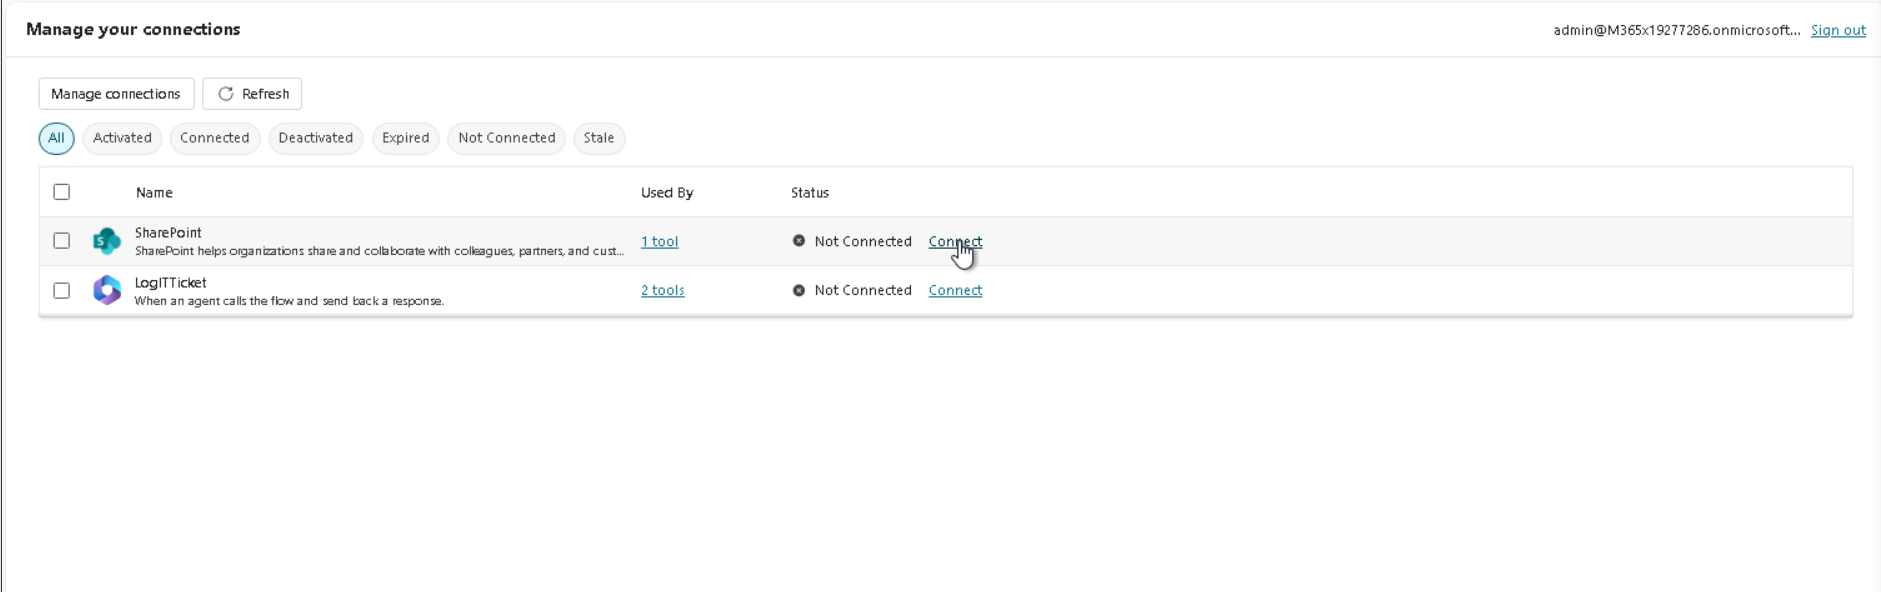 Manage your connections
admin@M365x19277286.onmicrosoft... Sign out
Manage connections Refresh
All Activated Connected Deactivated Expired Not Connected Stale
Name Used By Status
SharePoint
SharePoint helps organizations share and collaborate with colleagues, partners, and cust...
1 tool Not Connected Connect
LogITTicket
When an agent calls the flow and send back a response.
2 tools Not Connected Connect